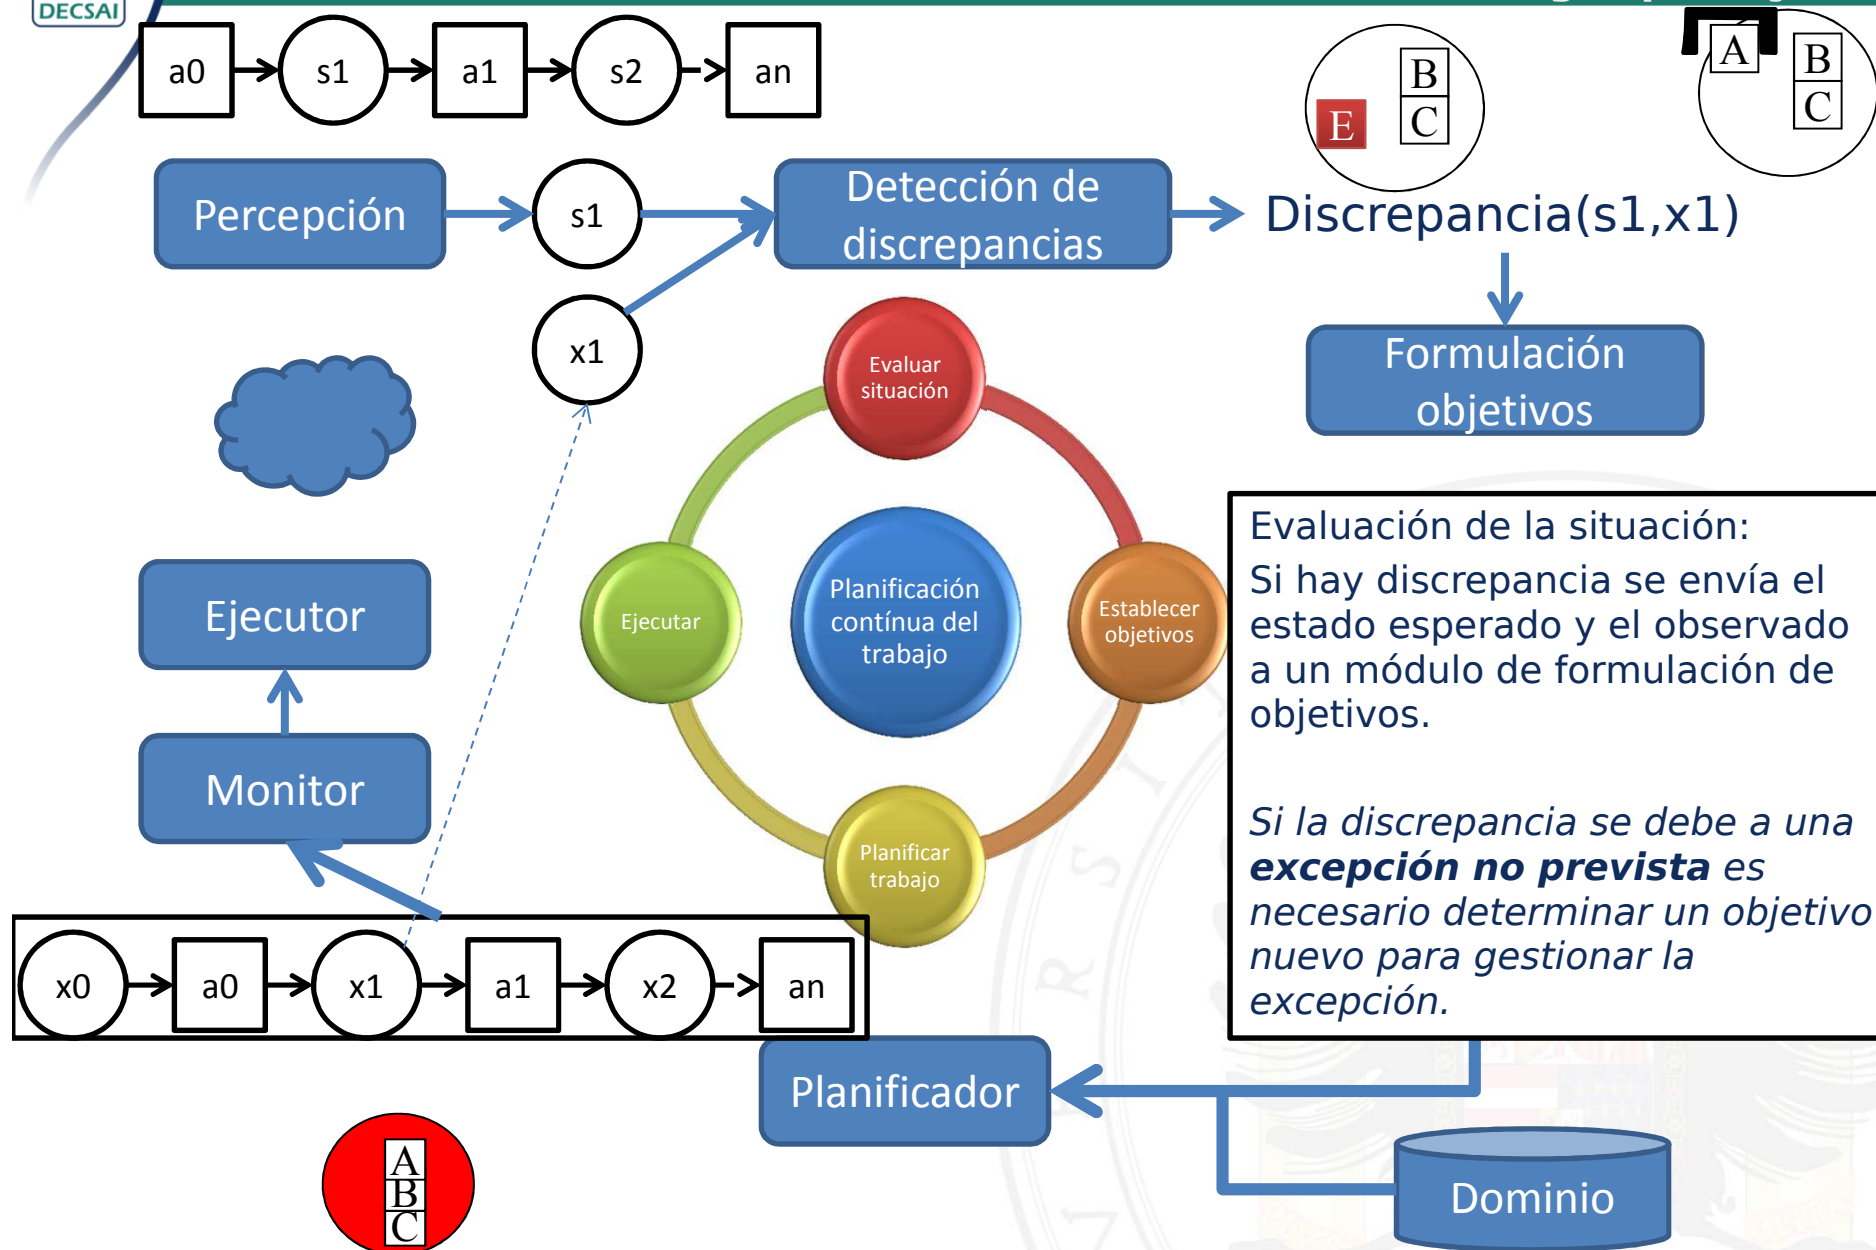 DECSAI
a0
s1
a1
s2
an
B
C
E
A
B
C
Percepción
s1
Detección de
discrepancias
Discrepancia(s1,x1)
x1
Formulación
objetivos
Evaluar
situación
Ejecutar
Planificación
contínua del
trabajo
Establecer
objetivos
Planificar
trabajo
Evaluación de la situación:
Si hay discrepancia se envía el
estado esperado y el observado
a un módulo de formulación de
objetivos.
Si la discrepancia se debe a una
excepción no prevista es
necesario determinar un objetivo
nuevo para gestionar la
excepción.
Ejecutor
Monitor
x0
a0
x1
a1
x2
an
Planificador
Dominio
A
B
C